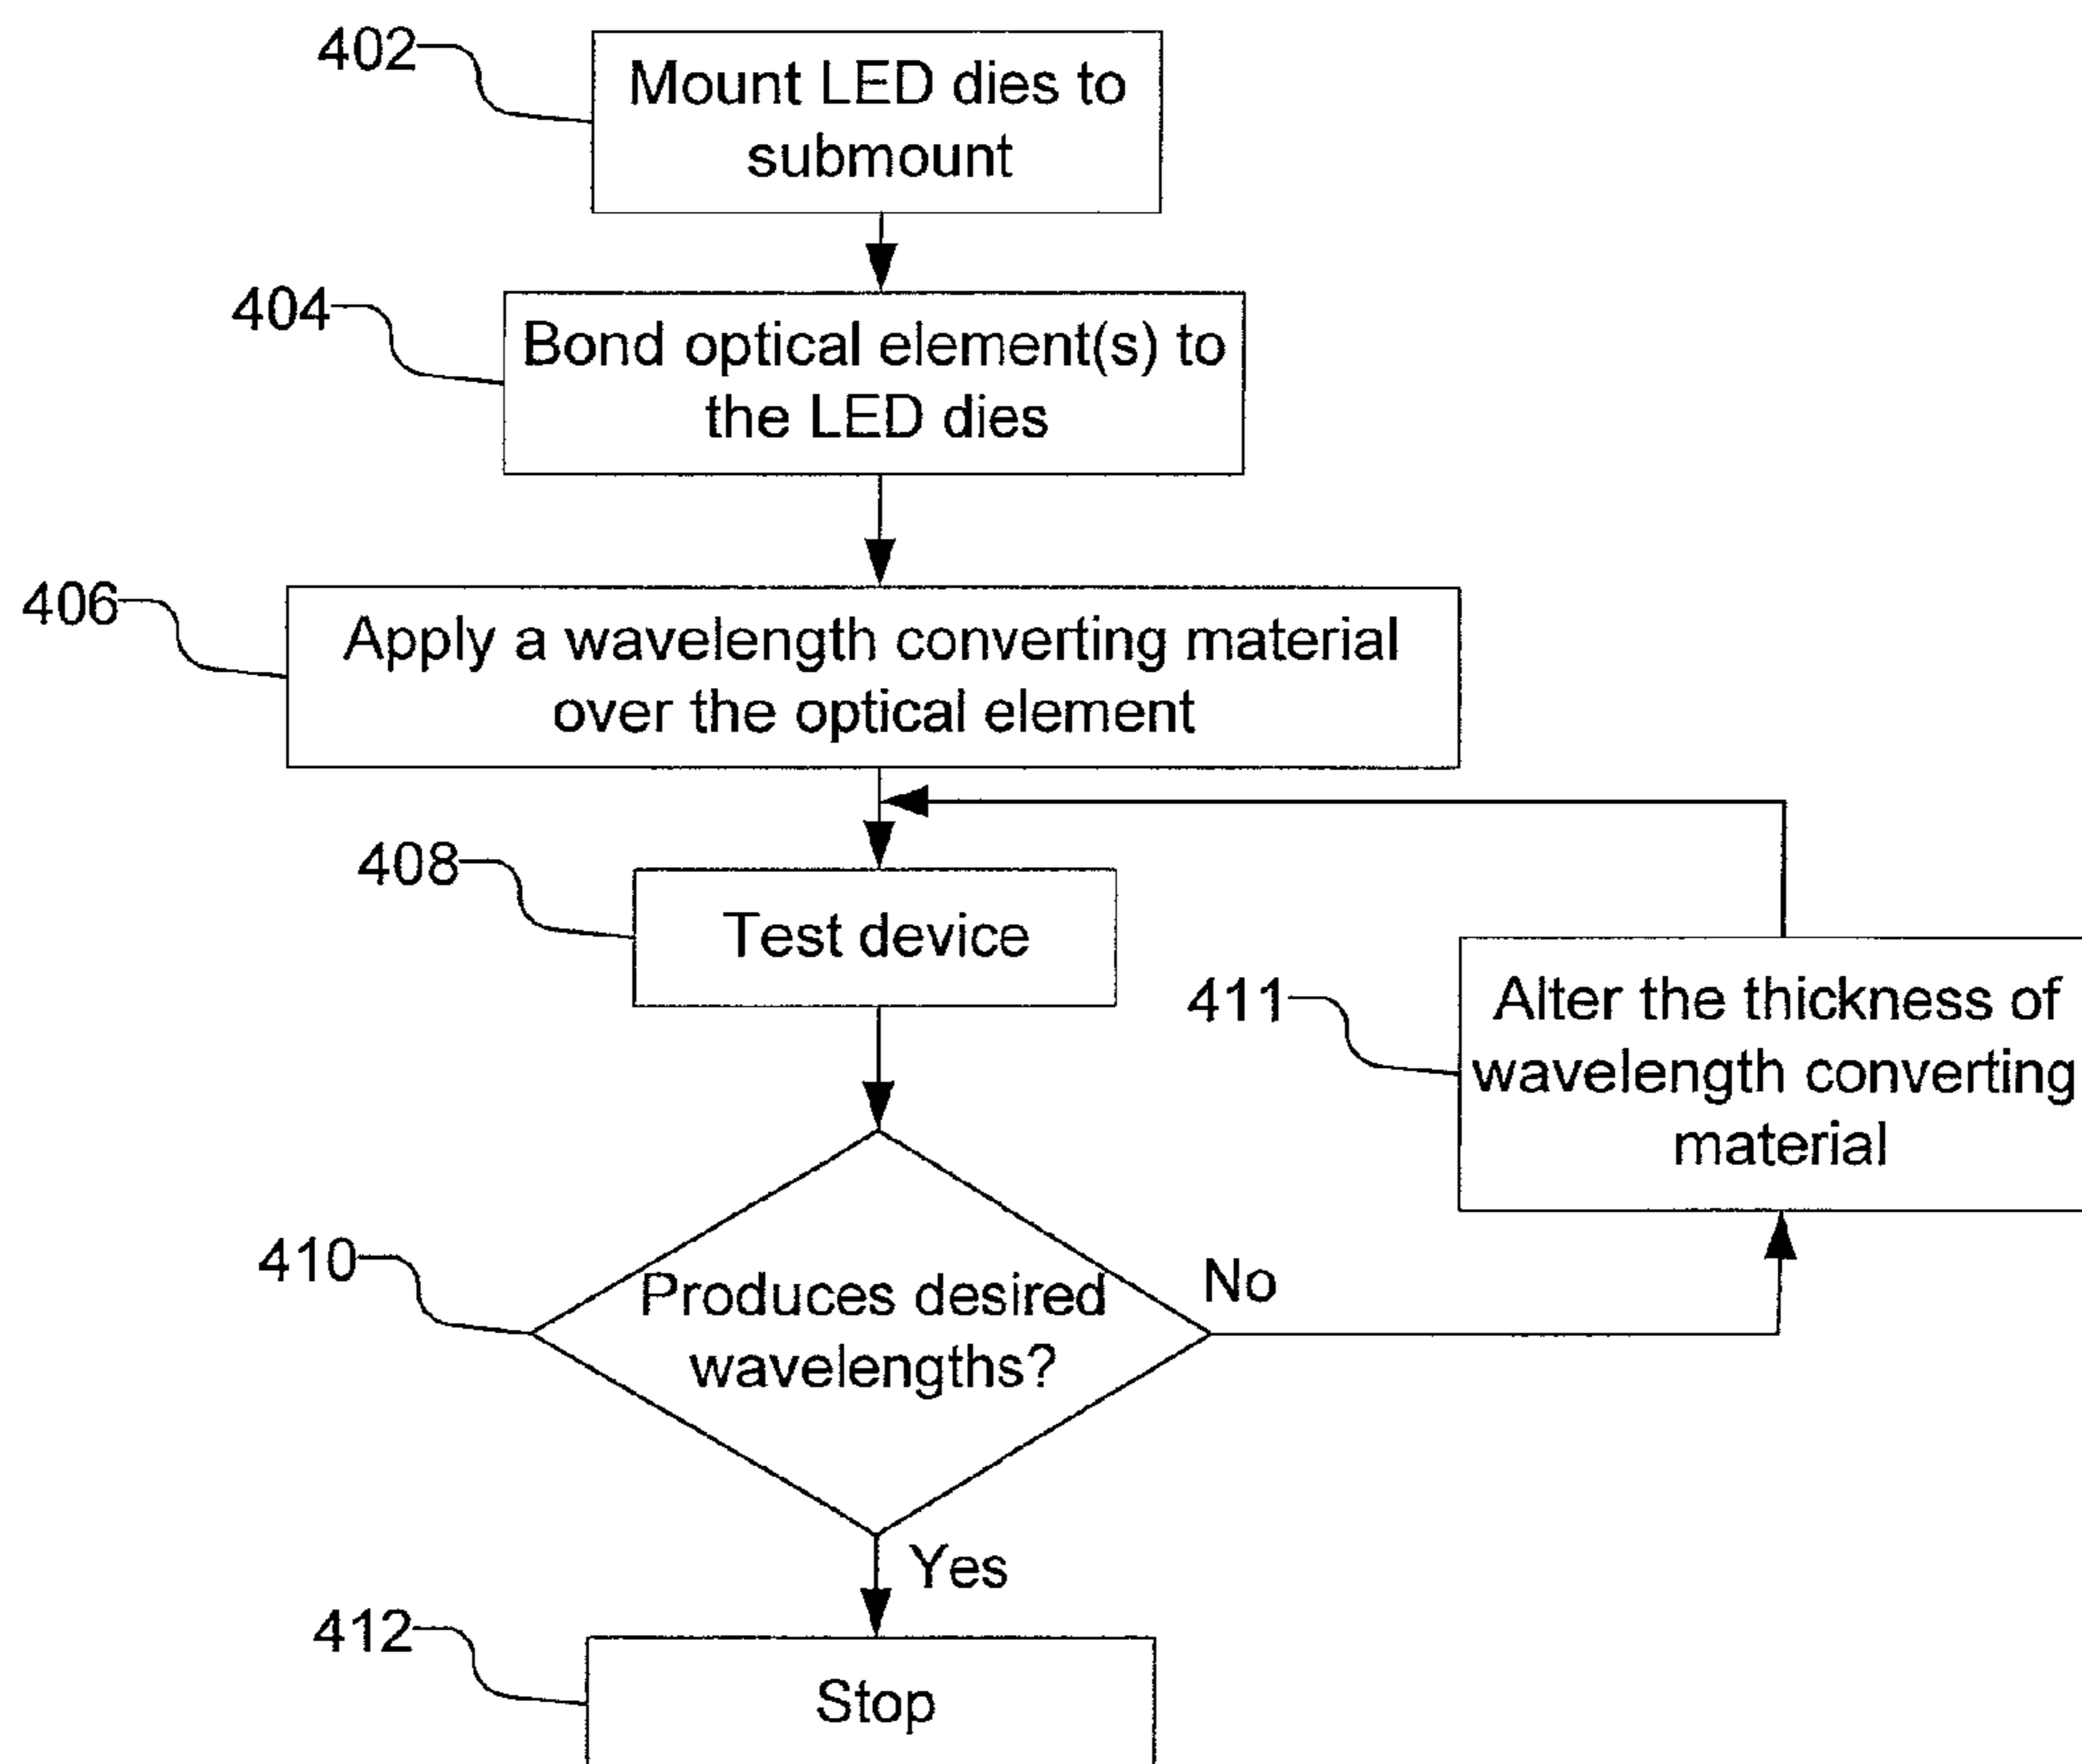 402
Mount LED dies to
submount
404
Bond optical element(s) to
the LED dies
406
Apply a wavelength converting material
over the optical element
408
Test device
411
Alter the thickness of
wavelength converting
material
410
Produces desired
wavelengths?
No
Yes
412
Stop